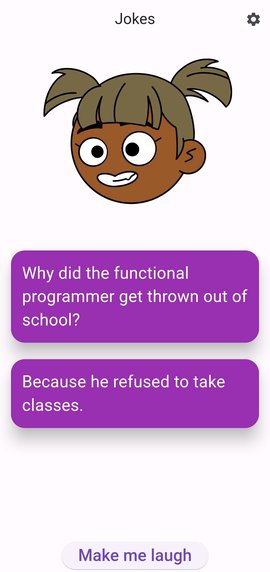 Jokes
Why did the functional
programmer get thrown out of
school?
Because he refused to take
classes.
Make me laugh